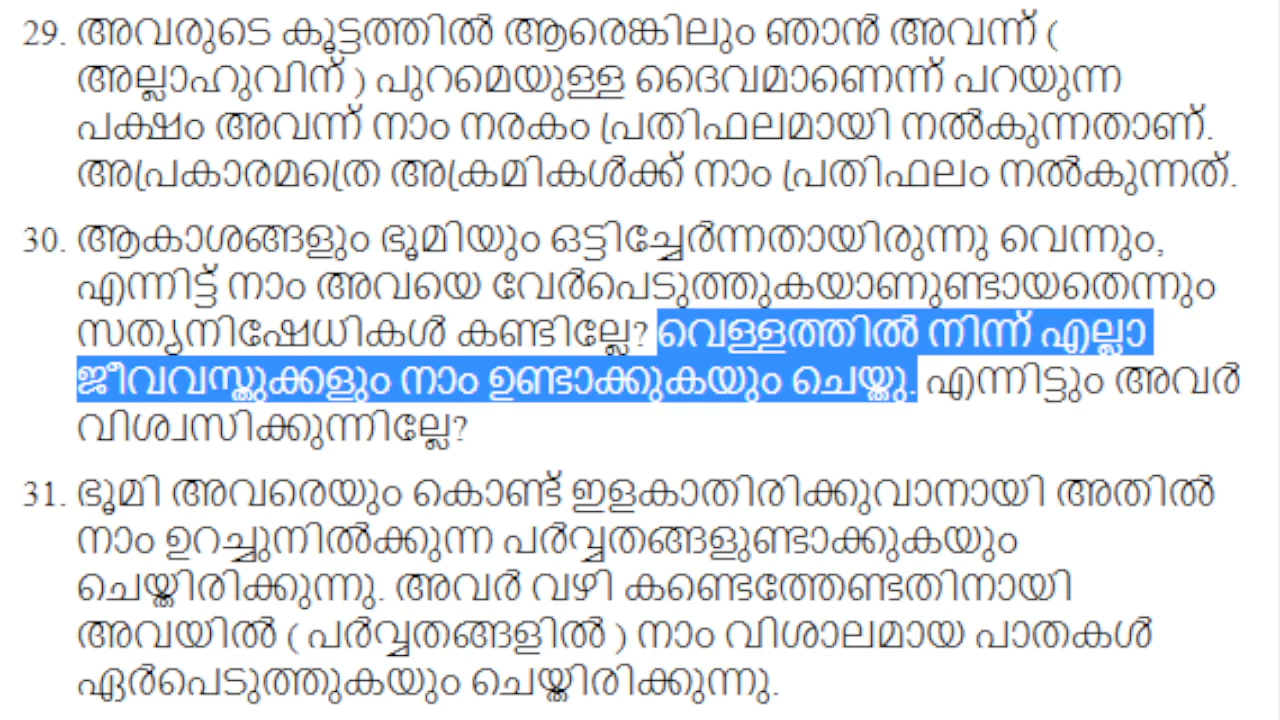 29. അവരുടെ കൂട്ടത്തിൽ ആരെങ്കിലും ഞാൻ അവന്ന് (
അല്ലാഹുവിന് ) പുറമെയുള്ള ദൈവമാണെന്ന് പറയുന്ന
പക്ഷം അവന്ന് നാം നരകം പ്രതിഫലമായി നൽകുന്നതാണ്.
അപ്രകാരമത്രെ അക്രമികൾക്ക് നാം പ്രതിഫലം നൽകുന്നത്.
30. ആകാശങ്ങളും ഭൂമിയും ഒട്ടിച്ചേർന്നതായിരുന്നു വെന്നും,
എന്നിട്ട് നാം അവയെ വേർപെടുത്തുകയാണുണ്ടായതെന്നും
സത്യനിഷേധികൾ കണ്ടില്ലേ? വെള്ളത്തിൽ നിന്ന് എല്ലാ
ജീവവസ്തുക്കളും നാം ഉണ്ടാക്കുകയും ചെയ്തു. എന്നിട്ടും അവർ
വിശ്വസിക്കുന്നില്ലേ?
31. ഭൂമി അവരെയും കൊണ്ട് ഇളകാതിരിക്കുവാനായി അതിൽ
നാം ഉറച്ചുനിൽക്കുന്ന പർവ്വതങ്ങളുണ്ടാക്കുകയും
ചെയ്തിരിക്കുന്നു. അവർ വഴി കണ്ടെത്തേണ്ടതിനായി
അവയിൽ ( പർവ്വതങ്ങളിൽ ) നാം വിശാലമായ പാതകൾ
ഏർപെടുത്തുകയും ചെയ്തിരിക്കുന്നു.